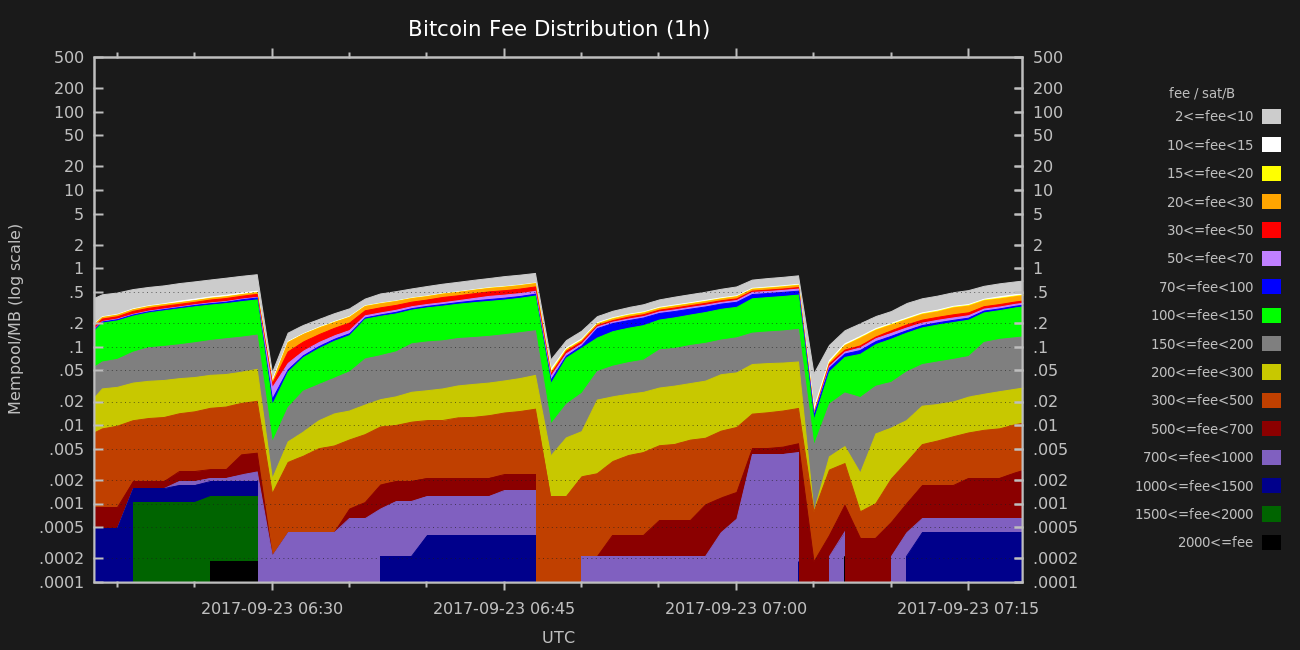 Bitcoin Fee Distribution (1h)
Mempool/MB (log scale)
500
200
100
50
20
10
5
2
1
.5
.2
.1
.05
.02
.01
.005
.002
.001
.0005
.0002
.0001
500
200
100
50
20
10
5
2
1
.5
.2
.1
.05
.02
.01
.005
.002
.001
.0005
.0002
.0001
2017-09-23 06:30
2017-09-23 06:45
2017-09-23 07:00
2017-09-23 07:15
UTC
fee / sat/B
2<=fee<10
10<=fee<15
15<=fee<20
20<=fee<30
30<=fee<50
50<=fee<70
70<=fee<100
100<=fee<150
150<=fee<200
200<=fee<300
300<=fee<500
500<=fee<700
700<=fee<1000
1000<=fee<1500
1500<=fee<2000
2000<=fee